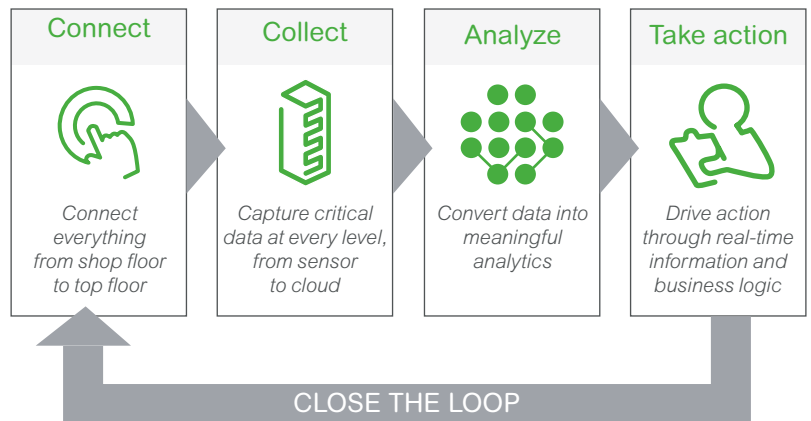 Connect
Connect
everything
from shop floor
to top floor
Collect
Capture critical
data at every level,
from sensor
to cloud
Analyze
Convert data into
meaningful
analytics
Take action
Drive action
through real-time
information and
business logic
CLOSE THE LOOP